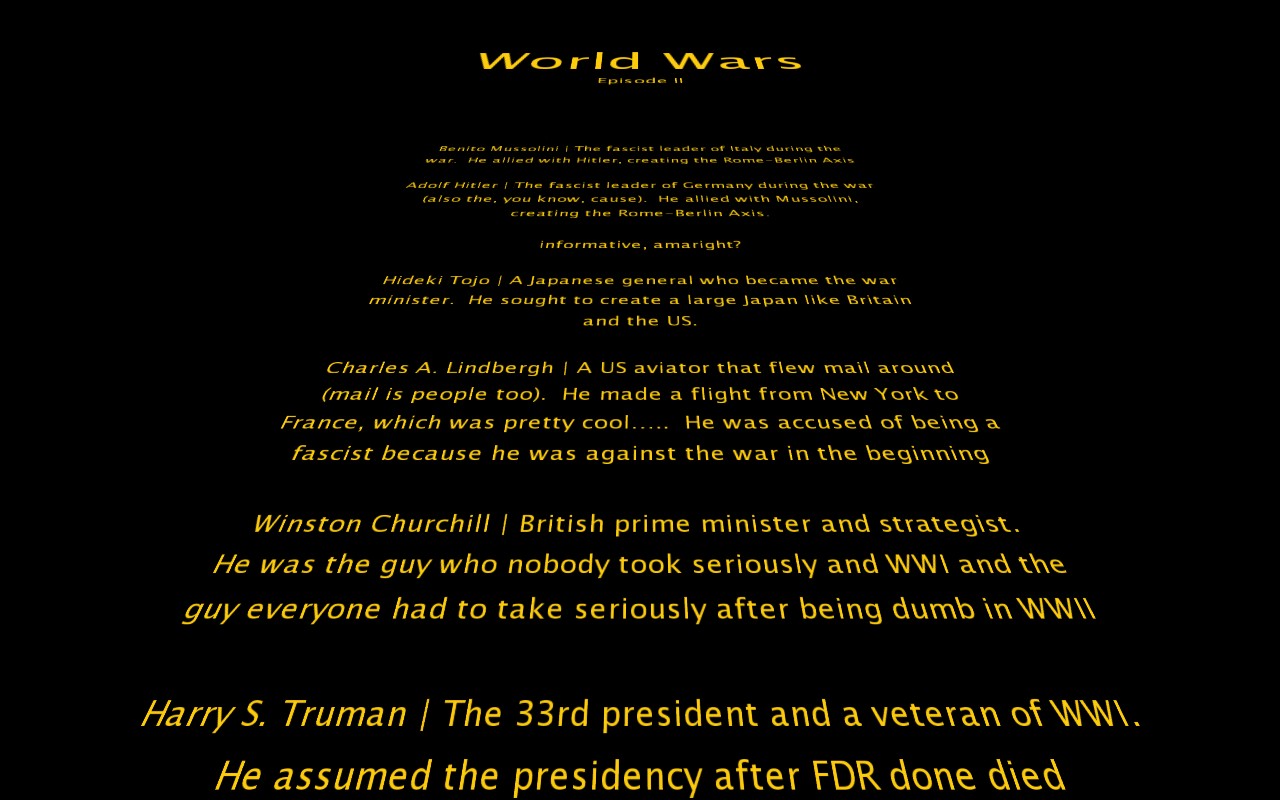 World Wars
Episode II
Benito Mussolini | The fascist leader of Italy during the
war.  He allied with Hitler, creating the Rome-Berlin Axis
Adolf Hitler | The fascist leader of Germany during the war
(also the, you know, cause).  He allied with Mussolini,
creating the Rome-Berlin Axis.
informative, amaright?
Hideki Tojo | A Japanese general who became the war
minister.  He sought to create a large Japan like Britain
and the US.
Charles A. Lindbergh | A US aviator that flew mail around
(mail is people too).  He made a flight from New York to
France, which was pretty cool.....  He was accused of being a
fascist because he was against the war in the beginning
Winston Churchill | British prime minister and strategist.
He was the guy who nobody took seriously and WWI and the
guy everyone had to take seriously after being dumb in WWII
Harry S. Truman | The 33rd president and a veteran of WWI.
He assumed the presidency after FDR done died